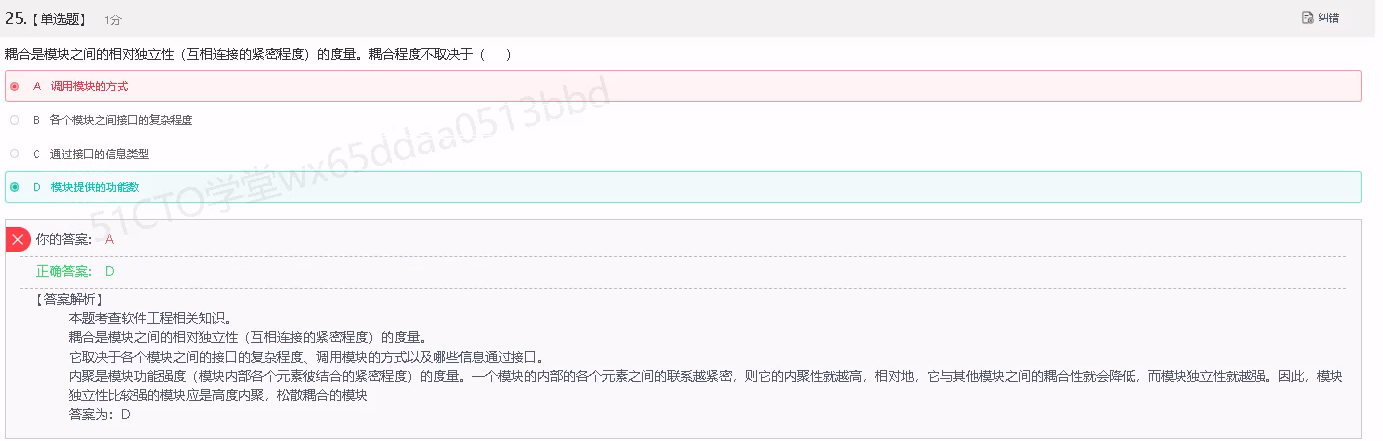 25.【单选题】 1分 纠错
耦合是模块之间的相对独立性（互相连接的紧密程度）的度量。耦合程度不取决于（ ）
A 调用模块的方式
B 各个模块之间接口的复杂程度
C 通过接口的信息类型
D 模块提供的功能数
51CTO学堂wx65ddaa0513bbd
你的答案: A
正确答案: D
【答案解析】
本题考查软件工程相关知识。
耦合是模块之间的相对独立性（互相连接的紧密程度）的度量。
它取决于各个模块之间的接口的复杂程度、调用模块的方式以及哪些信息通过接口。
内聚是模块功能强度（模块内部各个元素彼结合的紧密程度）的度量。一个模块的内部的各个元素之间的联系越紧密，则它的内聚性就越高，相对地，它与其他模块之间的耦合性就会降低，而模块独立性就越强。因此，模块
独立性比较强的模块应是高度内聚，松散耦合的模块
答案为：D